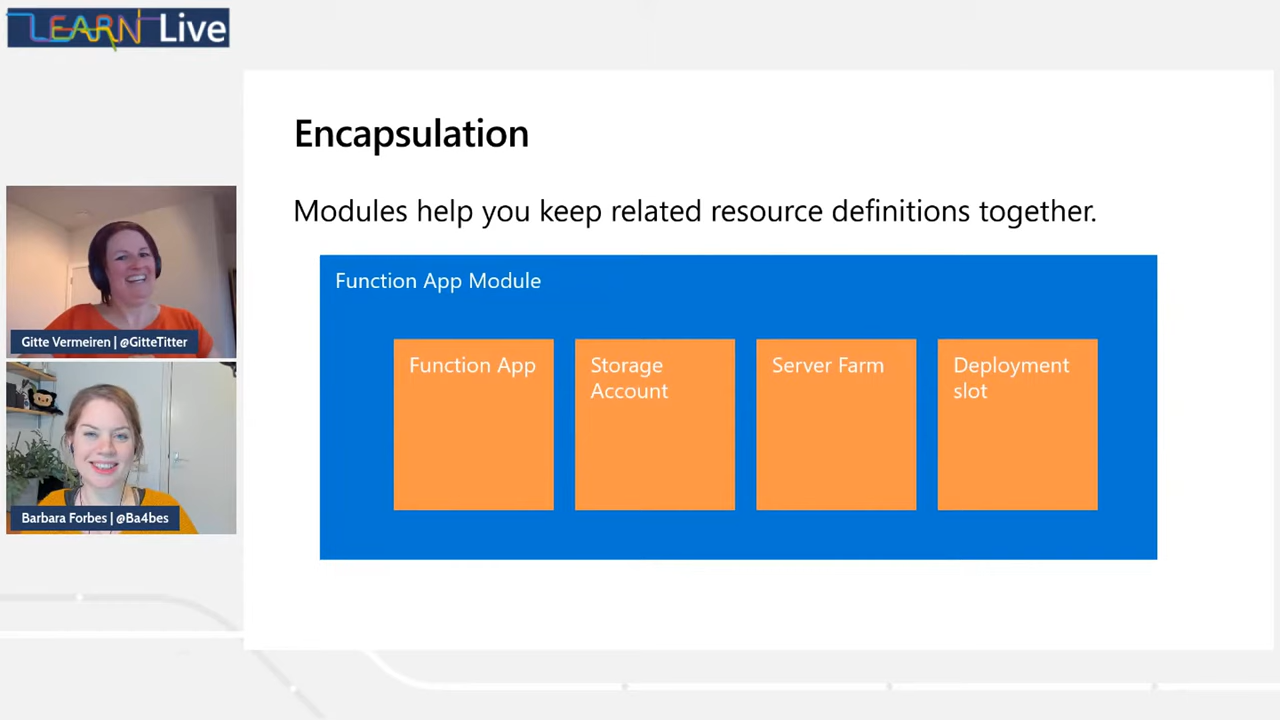 LEARN Live
Encapsulation
Modules help you keep related resource definitions together.
Function App Module
Function App
Storage
Account
Server Farm
Deployment
slot
Gitte Vermeiren | @GitteTitter
Barbara Forbes | @Ba4bes